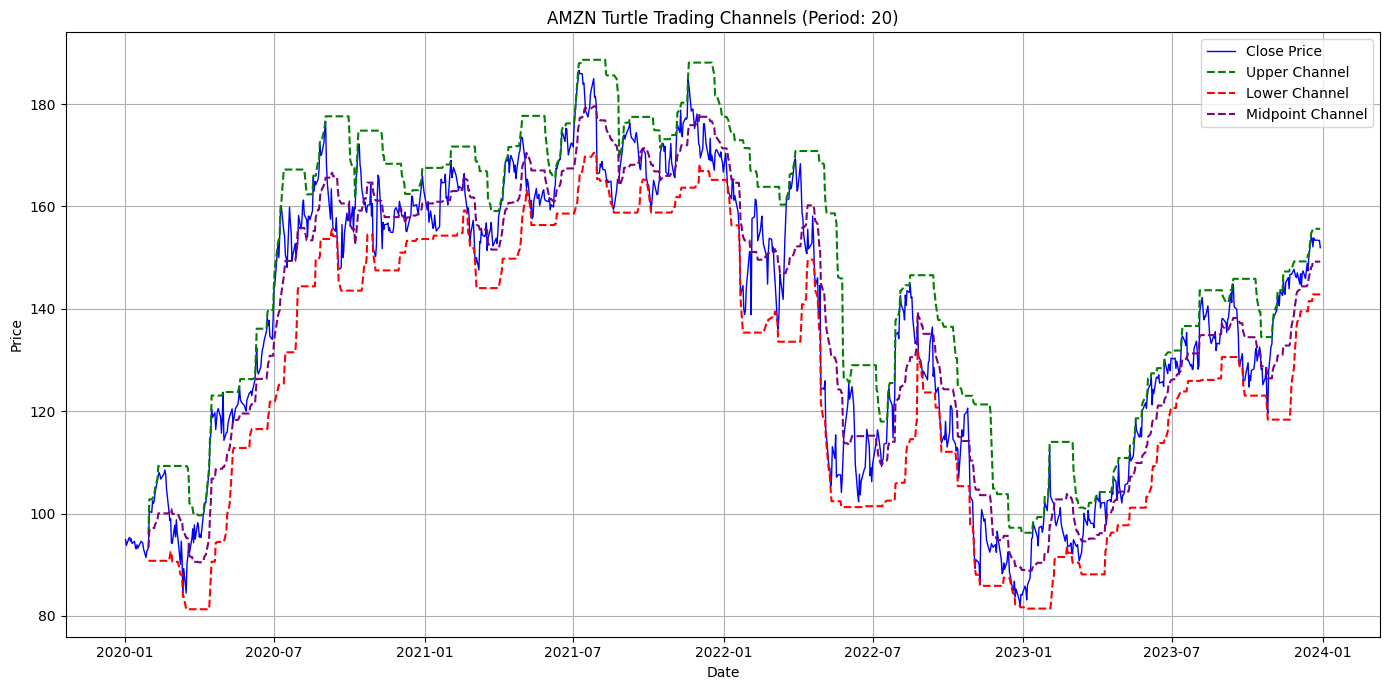 AMZN Turtle Trading Channels (Period: 20)
Close Price
Upper Channel
Lower Channel
Midpoint Channel
Price
180
160
140
120
100
80
2020-01 2020-07 2021-01 2021-07 2022-01 2022-07 2023-01 2023-07 2024-01
Date